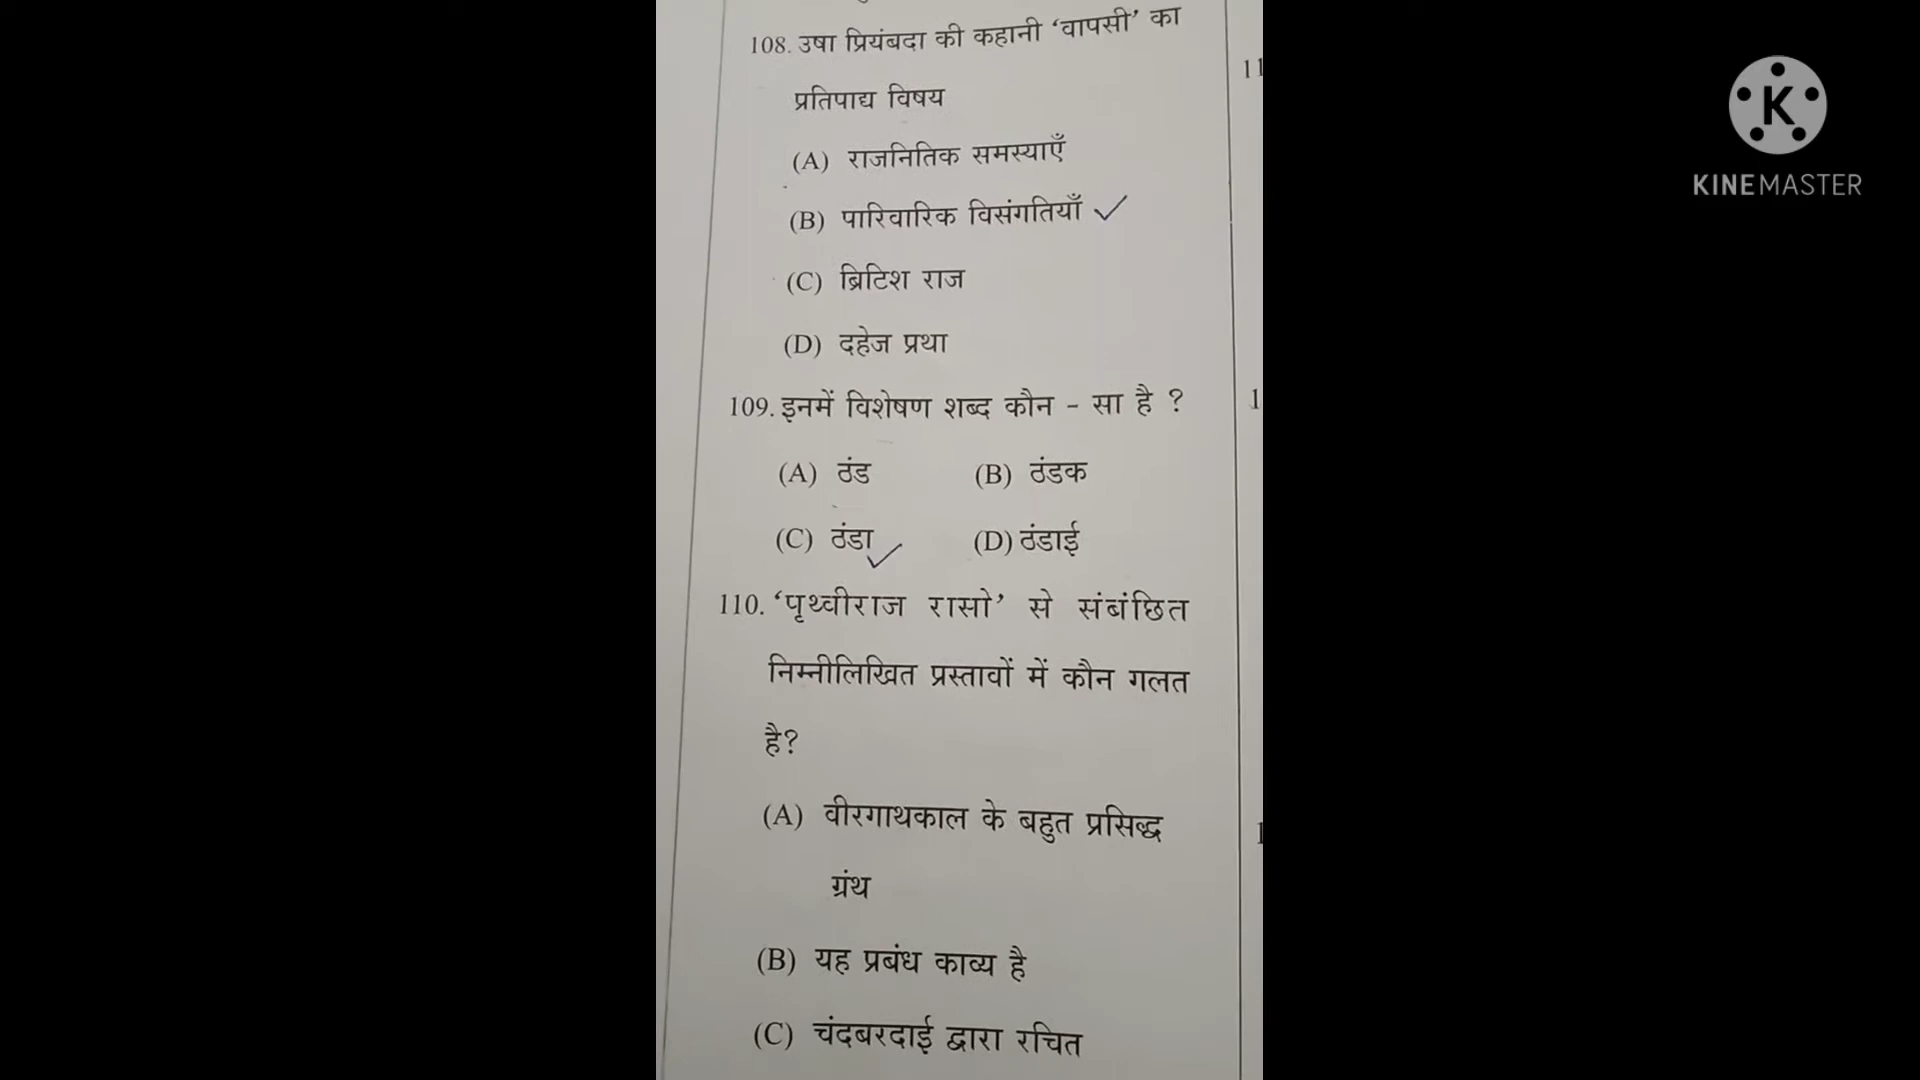 108. उषा प्रियंबदा की कहानी ‘वापसी’ का
प्रतिपाद्य विषय
(A) राजनितिक समस्याएँ
(B) पारिवारिक विसंगतियाँ ✓
(C) ब्रिटिश राज
(D) दहेज प्रथा
109. इनमें विशेषण शब्द कौन - सा है ?
(A) ठंड (B) ठंडक
(C) ठंडा ✓ (D) ठंडाई
110. ‘पृथ्वीराज रासो’ से संबंछित
निम्नीलिखित प्रस्तावों में कौन गलत
है?
(A) वीरगाथकाल के बहुत प्रसिद्ध
ग्रंथ
(B) यह प्रबंध काव्य है
(C) चंदबरदाई द्वारा रचित
K
KINEMASTER